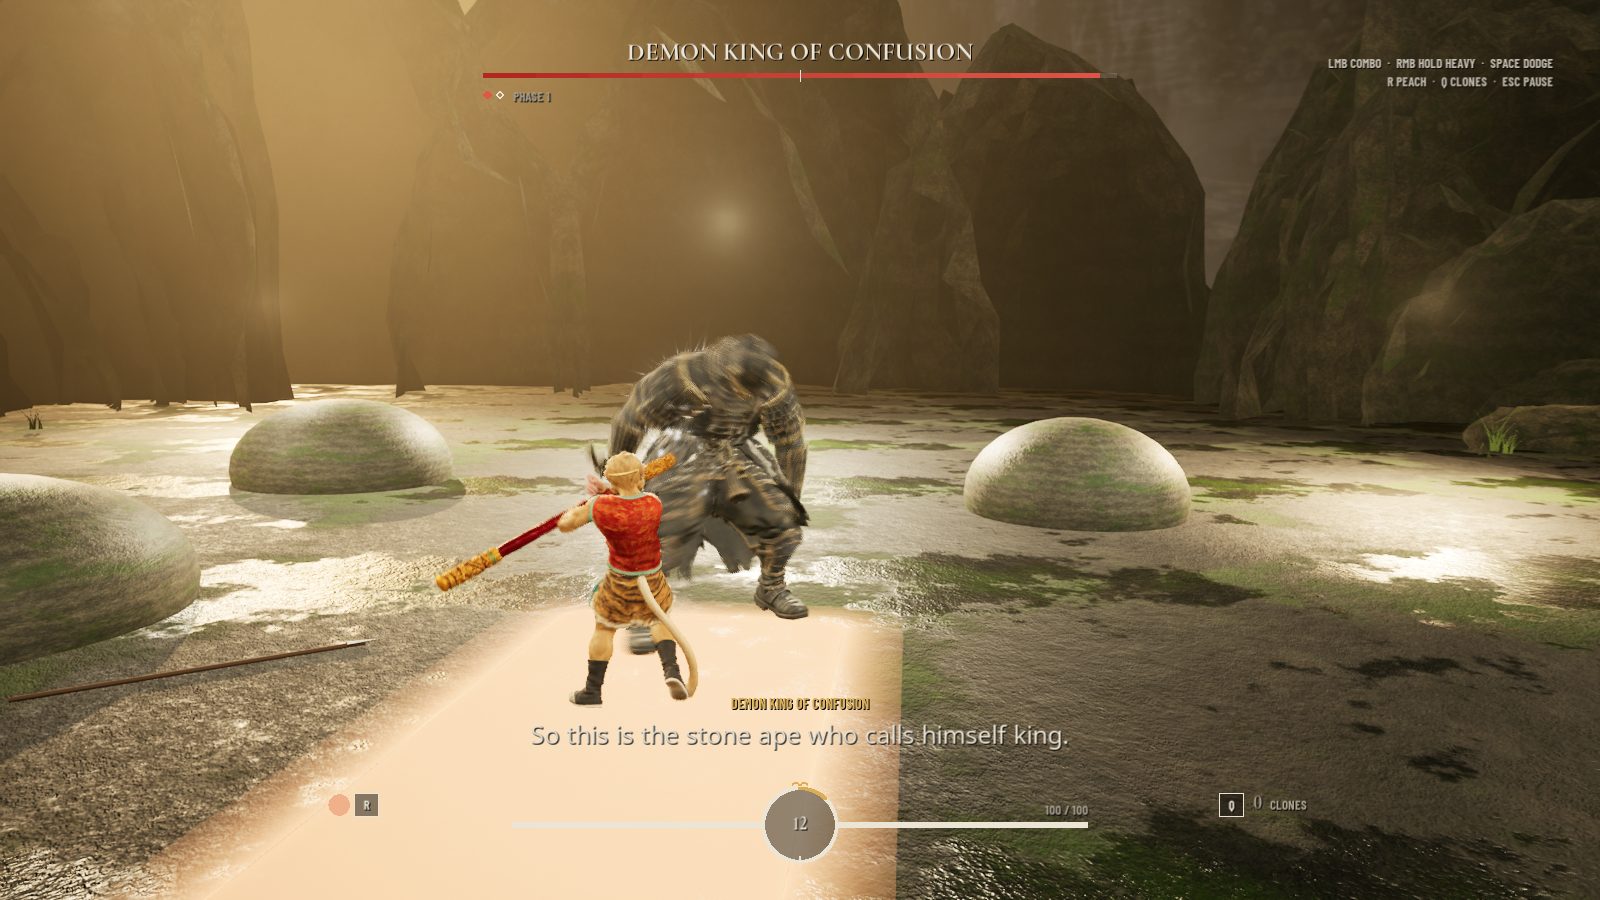 DEMON KING OF CONFUSION
LMB COMBO · RMB HOLD HEAVY · SPACE DODGE
R PEACH · Q CLONES · ESC PAUSE
PHASE 1
DEMON KING OF CONFUSION
So this is the stone ape who calls himself king.
R
12
100 / 100
Q 0 CLONES